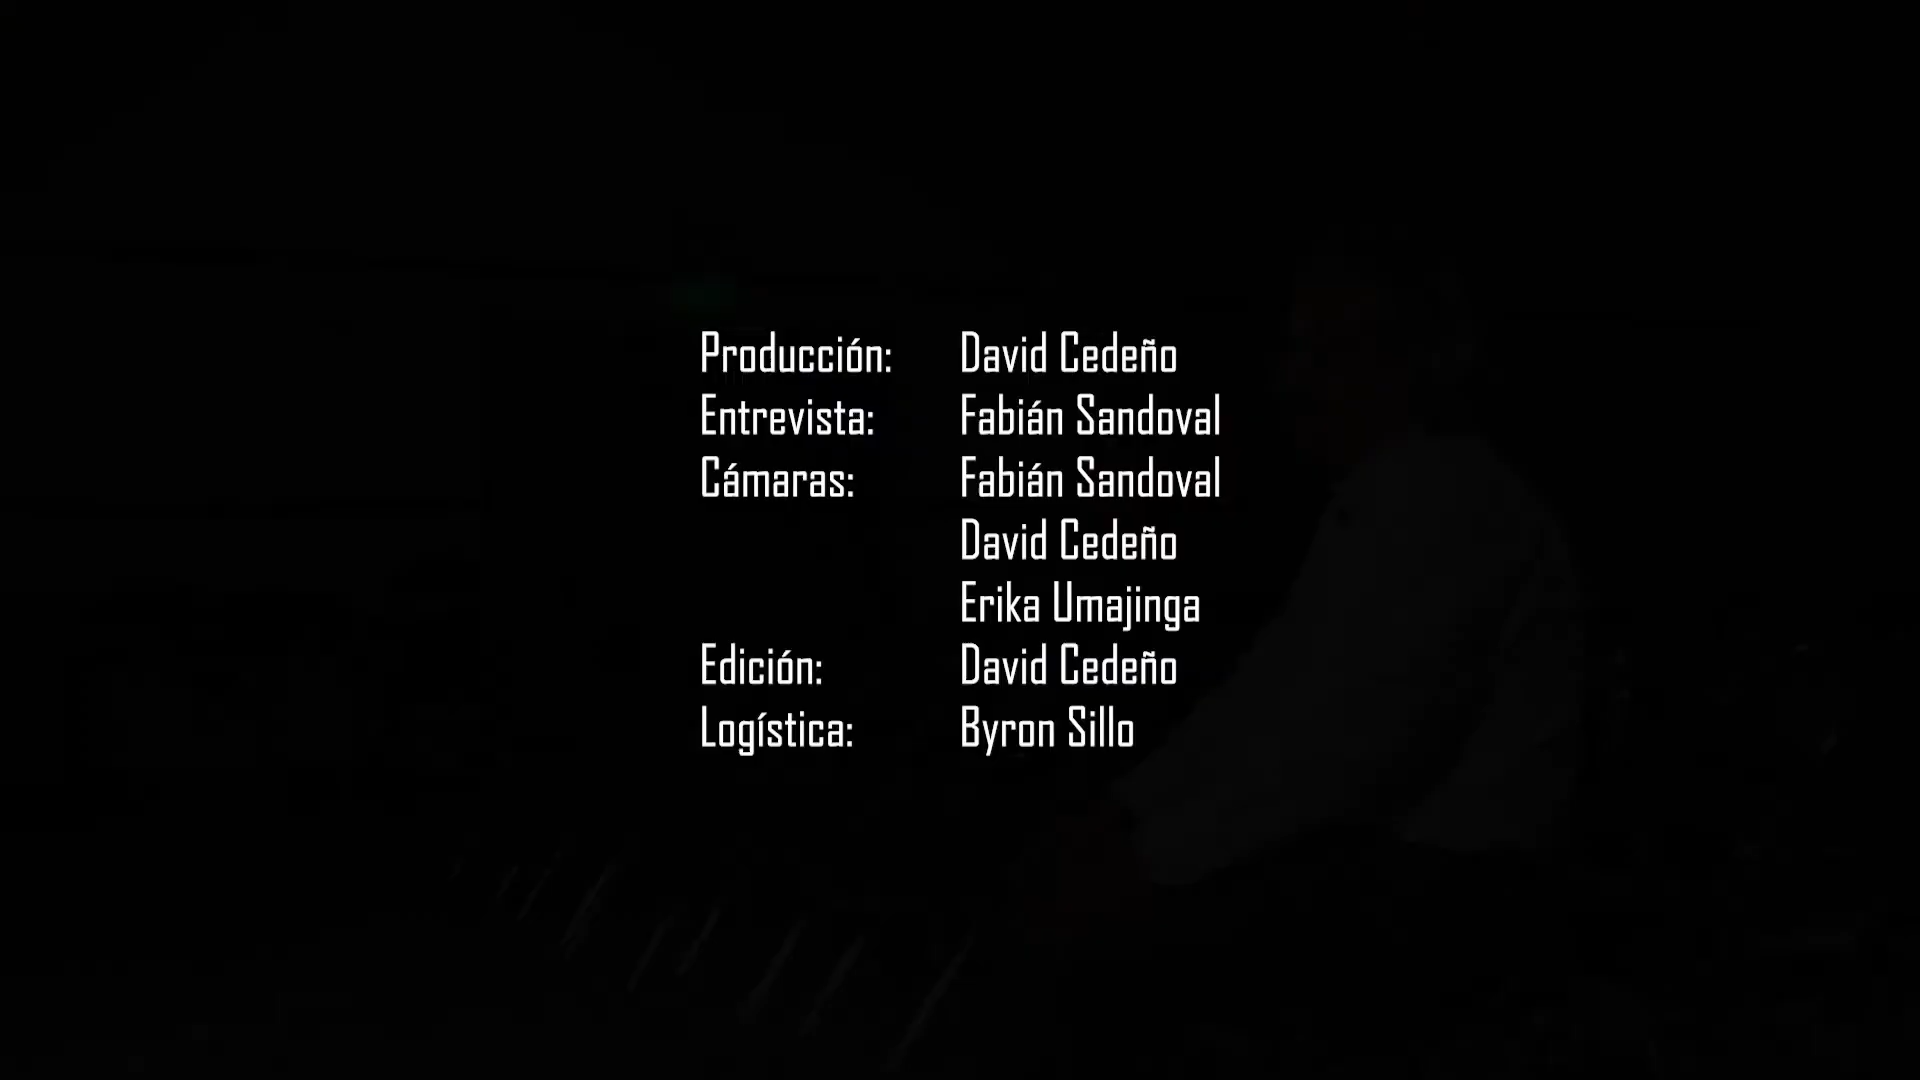 Producción: David Cedeño
Entrevista: Fabián Sandoval
Cámaras: Fabián Sandoval
David Cedeño
Erika Umajinga
Edición: David Cedeño
Logística: Byron Sillo